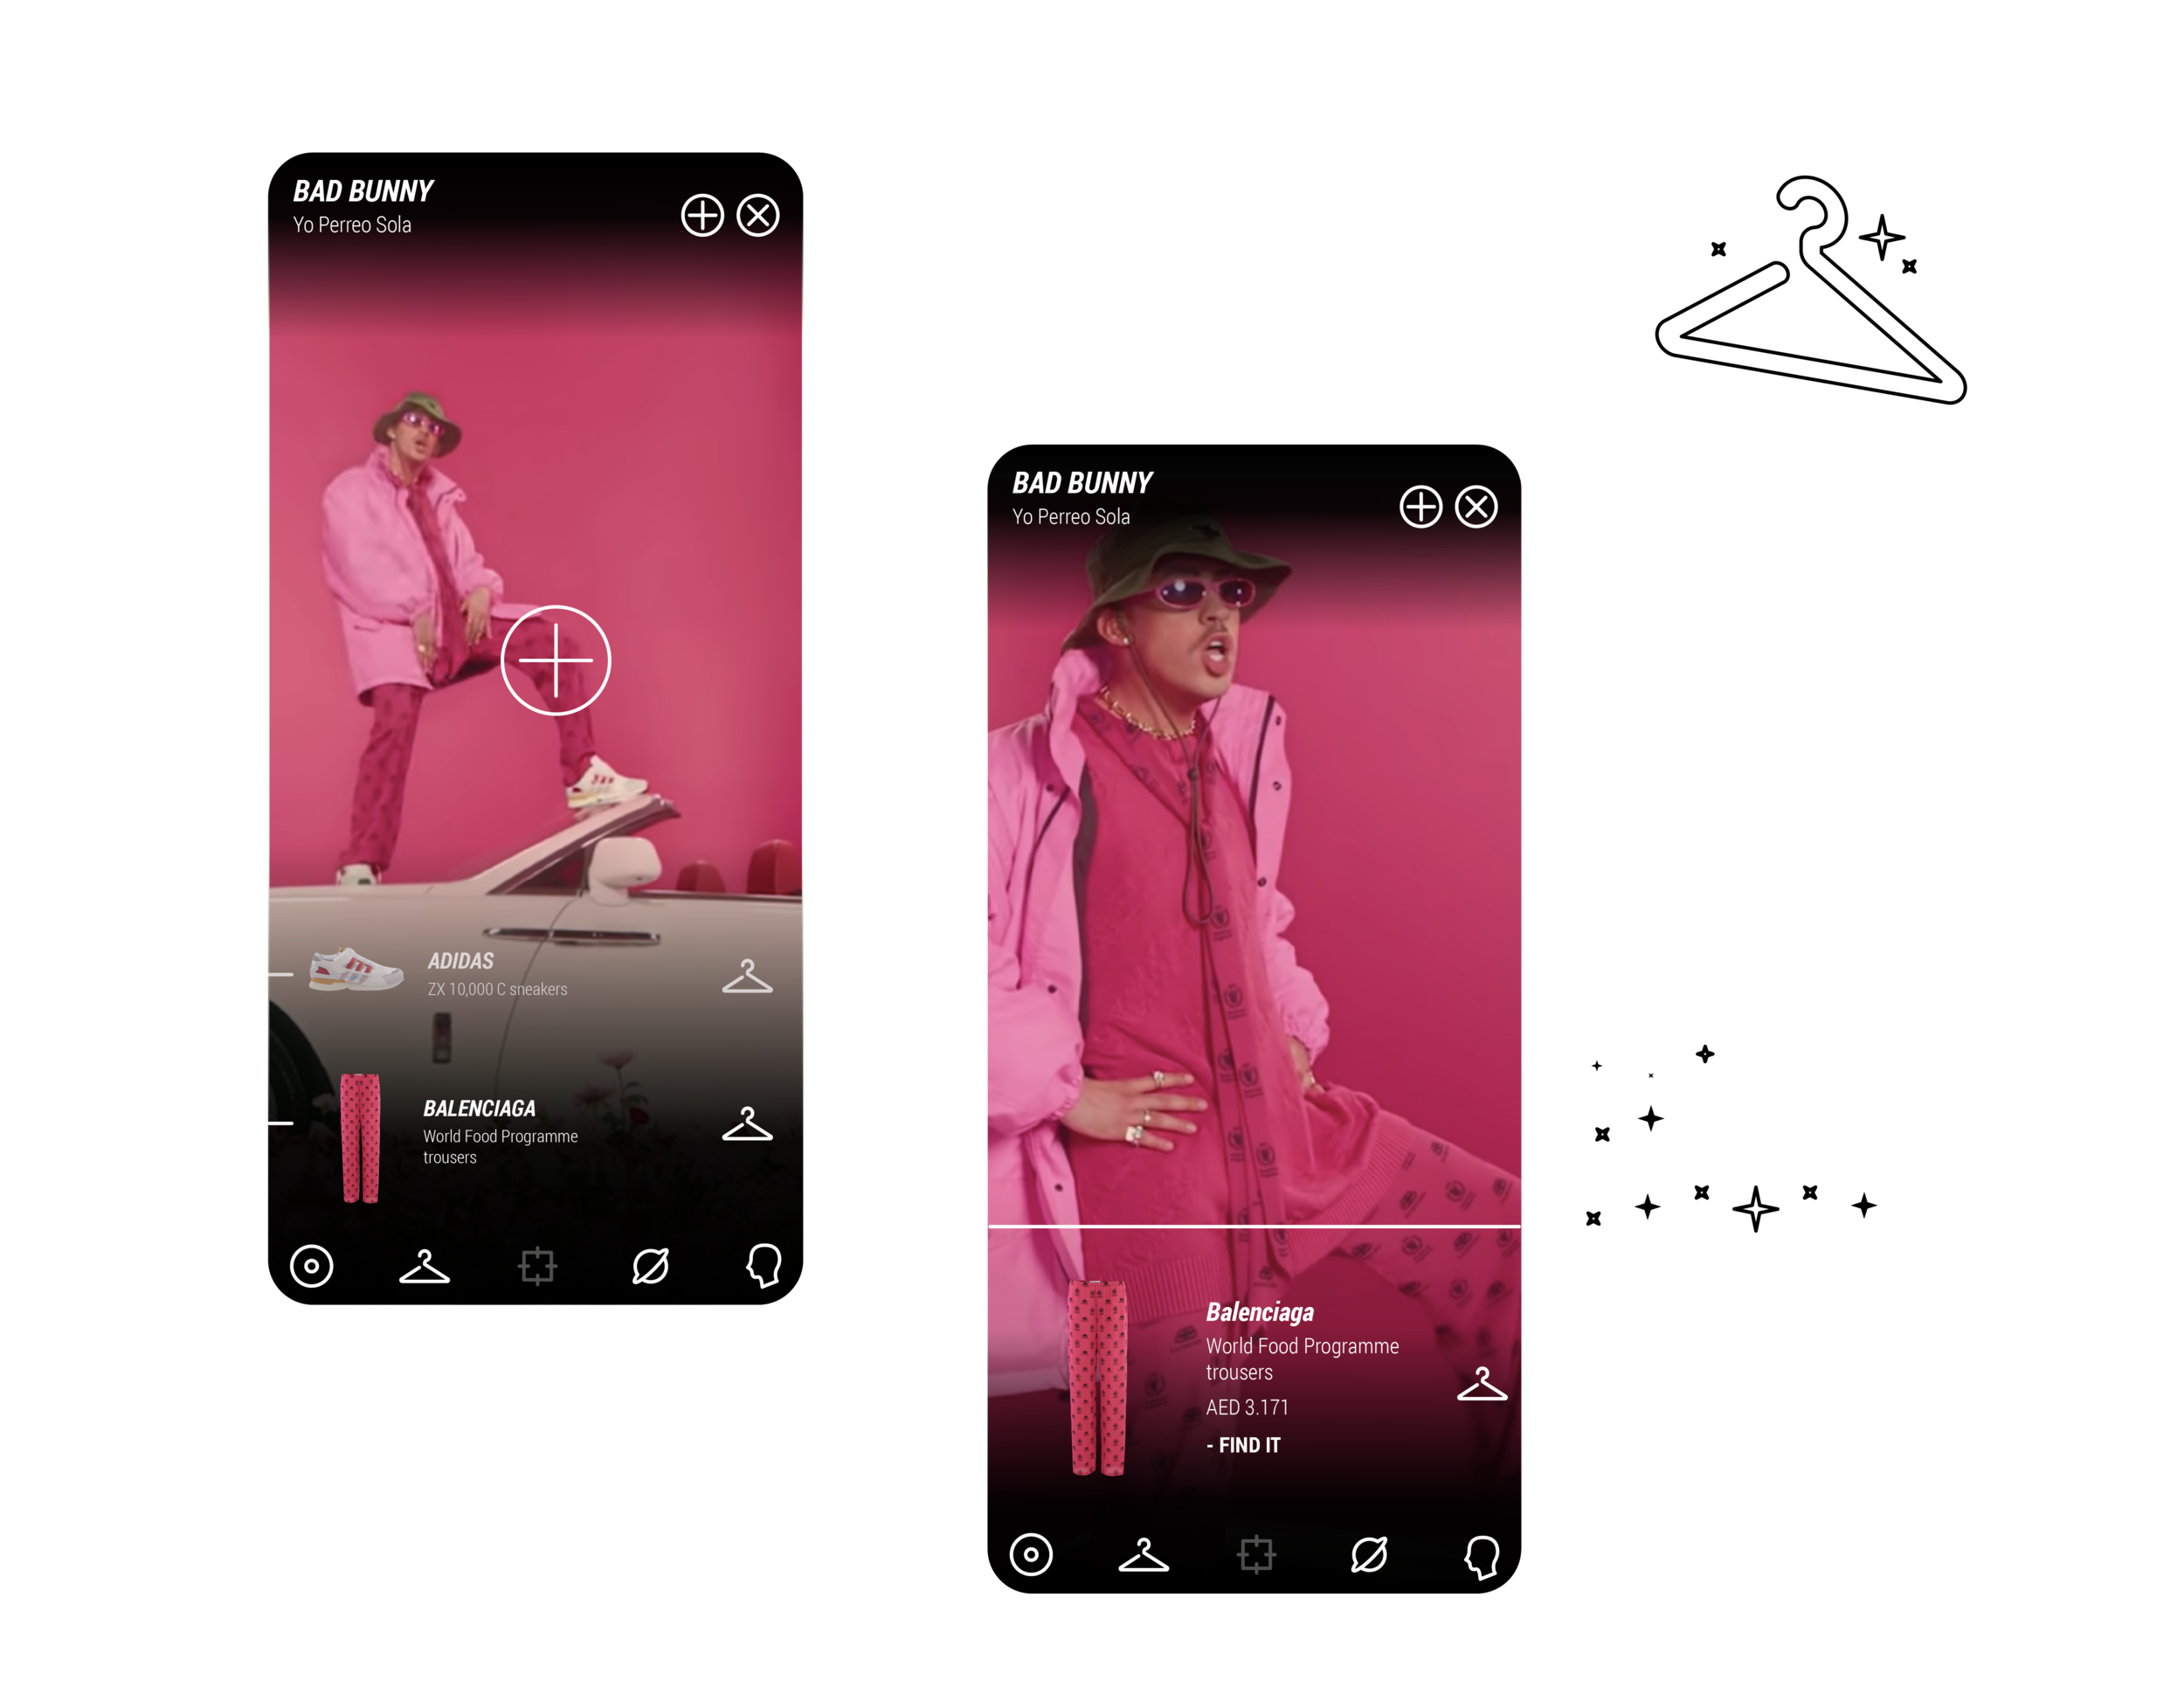 BAD BUNNY
Yo Perreo Sola
ADIDAS
ZX 10,000 C sneakers
BALENCIAGA
World Food Programme
trousers
BAD BUNNY
Yo Perreo Sola
Balenciaga
World Food Programme
trousers
AED 3.171
- FIND IT